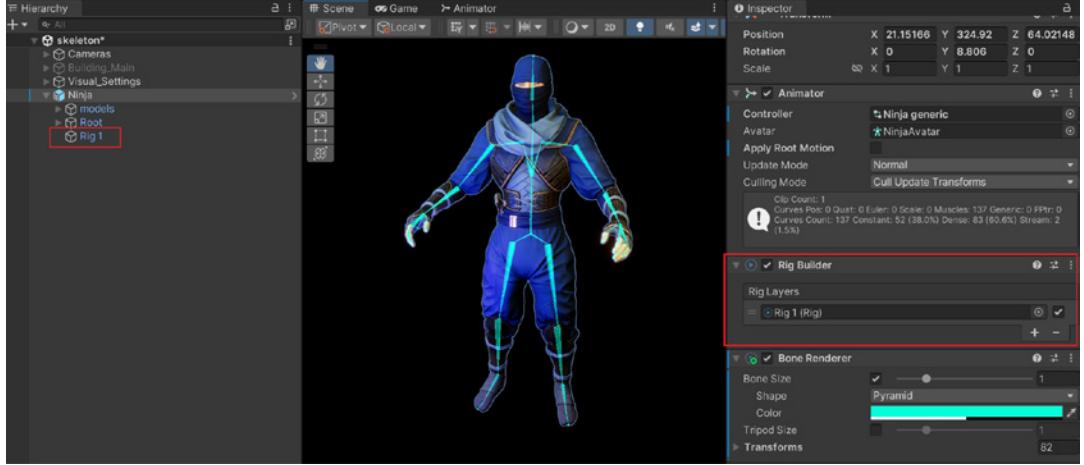 Hierarchy
All
skeleton*
Cameras
Building_Main
Visual_Settings
Ninja
models
Root
Rig 1
Scene
Game
Animator
Pivot
Local
2D
Inspector
Transform
Position X 21.15166 Y 324.92 Z 64.02148
Rotation X 0 Y 8.806 Z 0
Scale X 1 Y 1 Z 1
Animator
Controller Ninja generic
Avatar NinjaAvatar
Apply Root Motion
Update Mode Normal
Culling Mode Cull Update Transforms
Clip Count: 1
Curves Pos: 0 Quat: 0 Euler: 0 Scale: 0 Muscles: 137 Generic: 0 PPtr: 0
Curves Count: 137 Constant: 52 (38.0%) Dense: 83 (60.6%) Stream: 2
(1.5%)
Rig Builder
Rig Layers
Rig 1 (Rig)
Bone Renderer
Bone Size 1
Shape Pyramid
Color
Tripod Size 1
Transforms 82